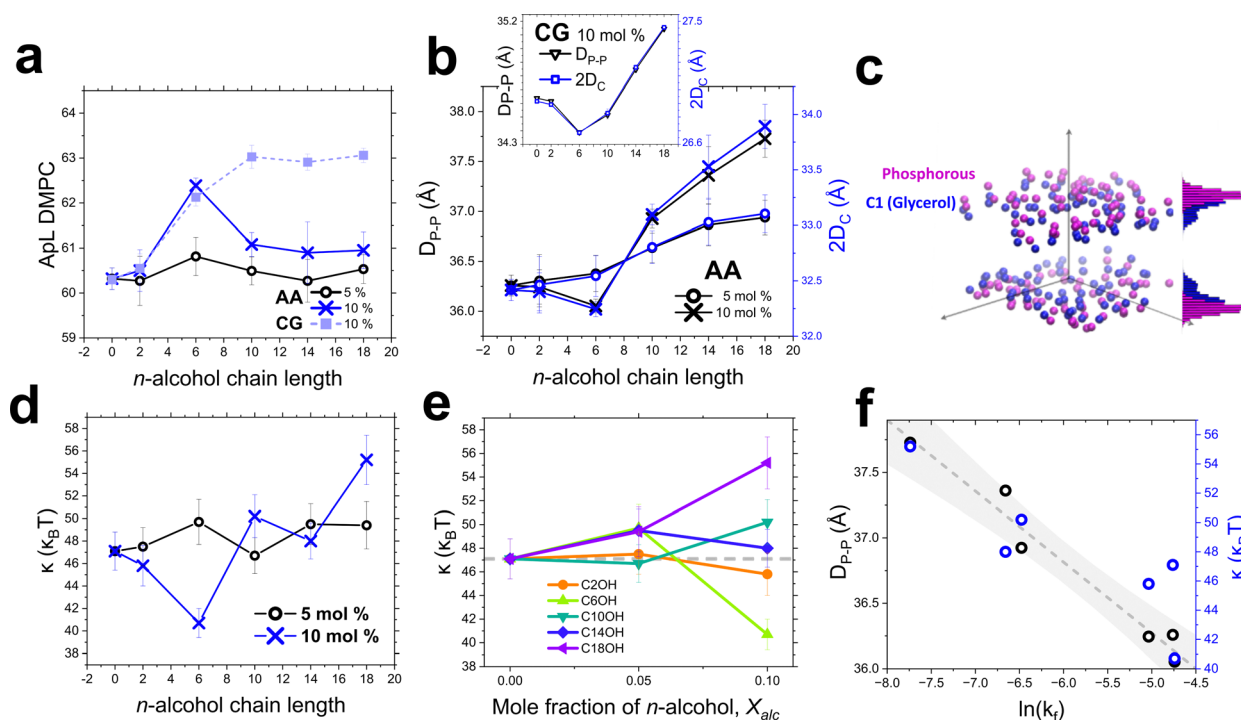 a
ApL DMPC
64
63
62
61
60
59
AA
5 %
10 %
CG
10 %
-2 0 2 4 6 8 10 12 14 16 18 20
n-alcohol chain length
b
CG 10 mol %
D_P-P
2D_C
D_P-P (Å)
35.2
34.3
2D_C (Å)
27.5
26.6
0 2 6 10 14 18
D_P-P (Å)
38.0
37.5
37.0
36.5
36.0
2D_C (Å)
34.0
33.5
33.0
32.5
32.0
AA
5 mol %
10 mol %
-2 0 2 4 6 8 10 12 14 16 18 20
n-alcohol chain length
c
Phosphorous
C1 (Glycerol)
d
κ (κ_BT)
58
56
54
52
50
48
46
44
42
40
38
5 mol %
10 mol %
-2 0 2 4 6 8 10 12 14 16 18 20
n-alcohol chain length
e
κ (κ_BT)
58
56
54
52
50
48
46
44
42
40
38
C2OH
C6OH
C10OH
C14OH
C18OH
0.00 0.05 0.10
Mole fraction of n-alcohol, X_alc
f
D_P-P (Å)
37.5
37.0
36.5
36.0
κ (κ_BT)
56
54
52
50
48
46
44
42
40
-8.0 -7.5 -7.0 -6.5 -6.0 -5.5 -5.0 -4.5
ln(k_f)